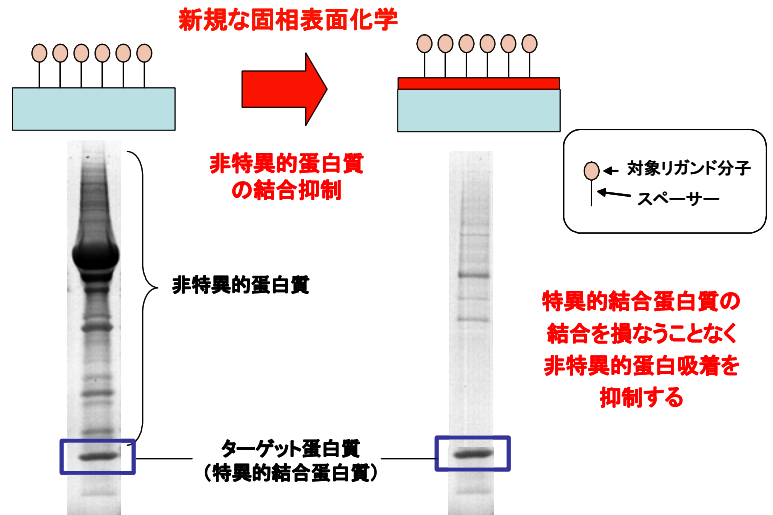 新規な固相表面化学
非特異的蛋白質
の結合抑制
対象リガンド分子
スペーサー
非特異的蛋白質
特異的結合蛋白質の
結合を損なうことなく
非特異的蛋白吸着を
抑制する
ターゲット蛋白質
（特異的結合蛋白質）